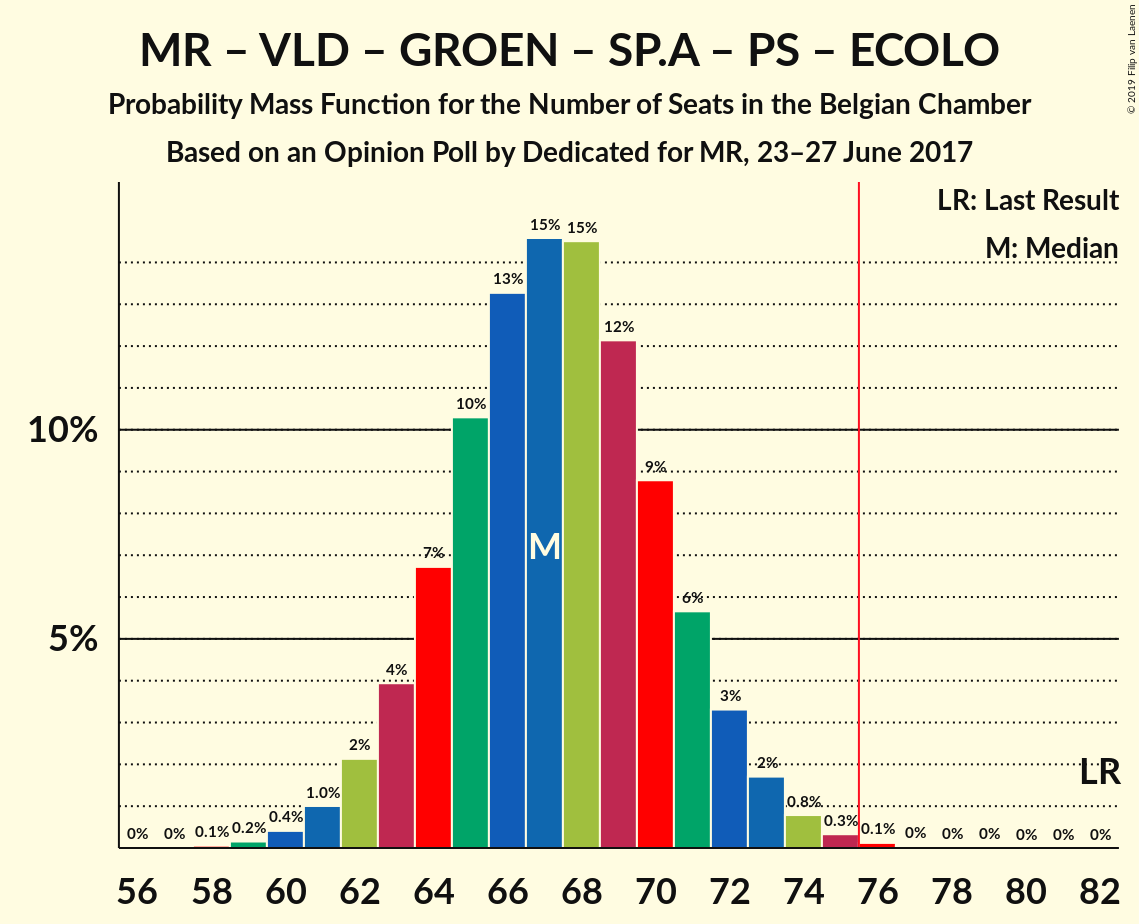 MR – VLD – GROEN – SP.A – PS – ECOLO
Probability Mass Function for the Number of Seats in the Belgian Chamber
Based on an Opinion Poll by Dedicated for MR, 23–27 June 2017
© 2019 Filip van Laenen
LR: Last Result
M: Median
15% 15%
13%
12%
10%
10%
9%
7%
M
6%
5%
4%
3%
2%
2%
LR
0% 0% 0.1% 0.2% 0.4% 1.0% 0.8% 0.3% 0.1% 0% 0% 0% 0% 0% 0%
56 58 60 62 64 66 68 70 72 74 76 78 80 82